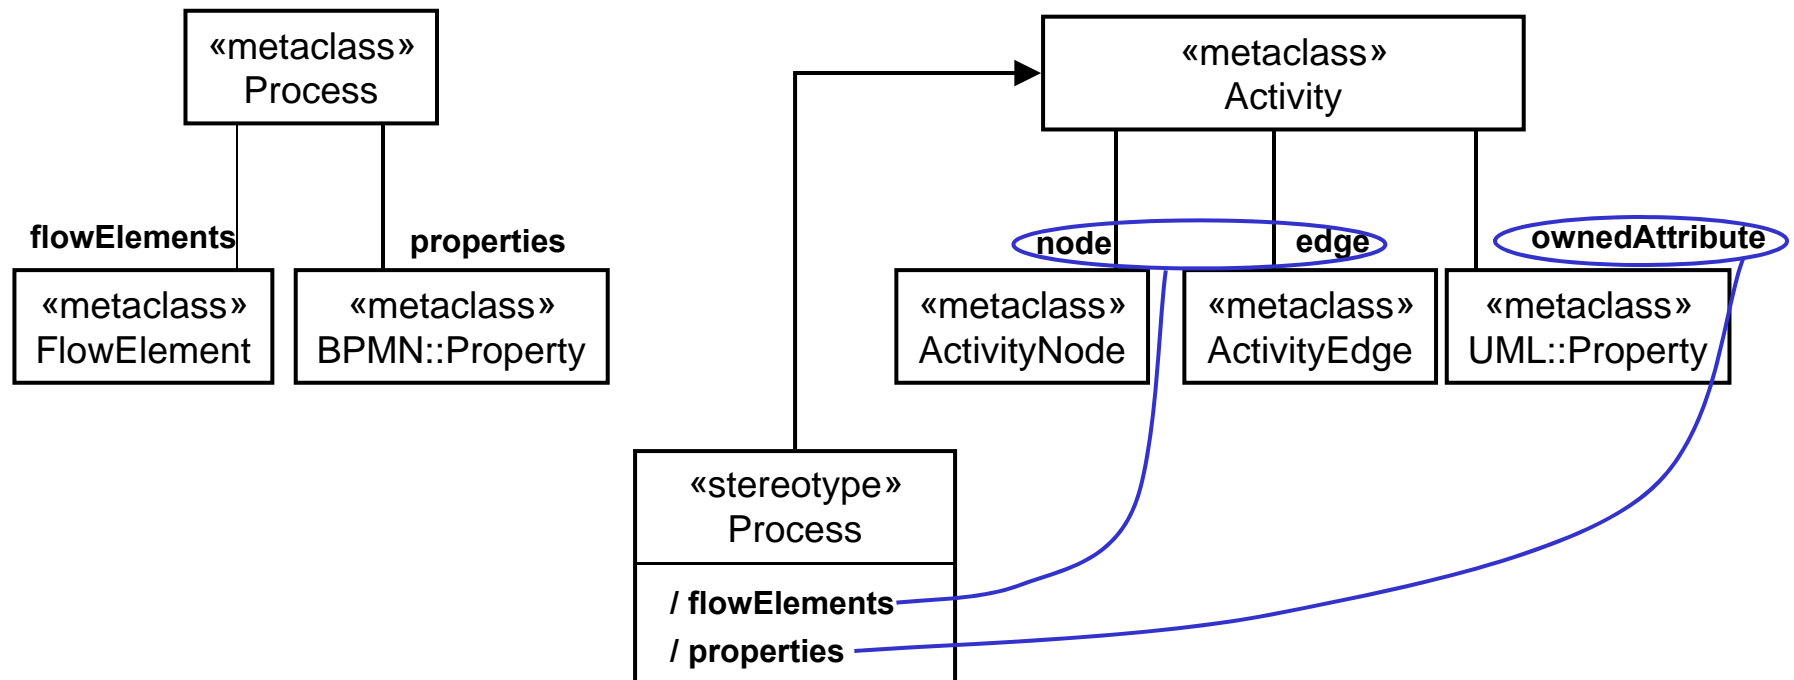 «metaclass»
Process
«metaclass»
Activity
flowElements
properties
node
edge
ownedAttribute
«metaclass»
FlowElement
«metaclass»
BPMN::Property
«metaclass»
ActivityNode
«metaclass»
ActivityEdge
«metaclass»
UML::Property
«stereotype»
Process
/ flowElements
/ properties